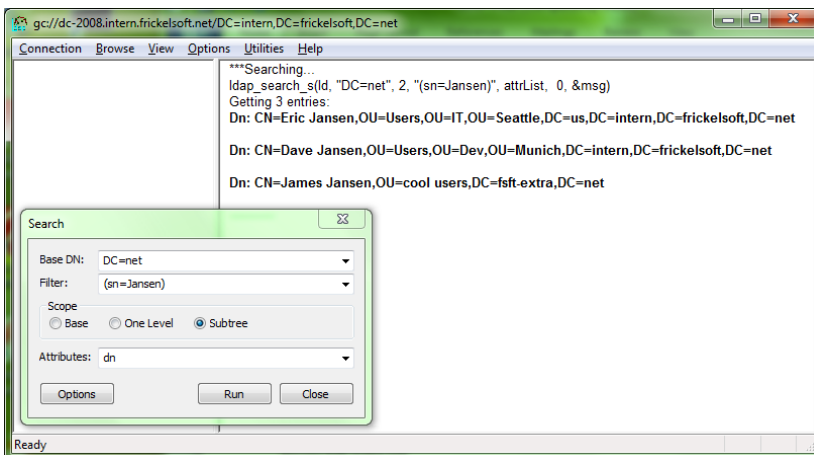 gc://dc-2008.intern.frickelsoft.net/DC=intern,DC=frickelsoft,DC=net
Connection Browse View Options Utilities Help
***Searching...
ldap_search_s(ld, "DC=net", 2, "(sn=Jansen)", attrList, 0, &msg)
Getting 3 entries:
Dn: CN=Eric Jansen,OU=Users,OU=IT,OU=Seattle,DC=us,DC=intern,DC=frickelsoft,DC=net
Dn: CN=Dave Jansen,OU=Users,OU=Dev,OU=Munich,DC=intern,DC=frickelsoft,DC=net
Dn: CN=James Jansen,OU=cool users,DC=fsft-extra,DC=net
Search
Base DN: DC=net
Filter: (sn=Jansen)
Scope
Base One Level Subtree
Attributes: dn
Options Run Close
Ready